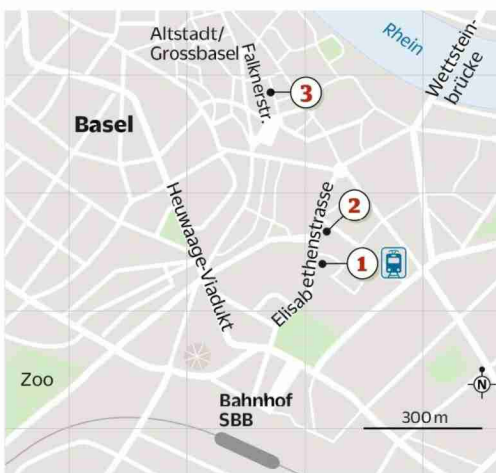 Altstadt/
Grossbasel
Falknerstr.
Rhein
Wettstein-
brücke
3
Basel
Heuwaage-Viadukt
2
1
Elisabethenstrasse
Zoo
Bahnhof
SBB
N
300 m